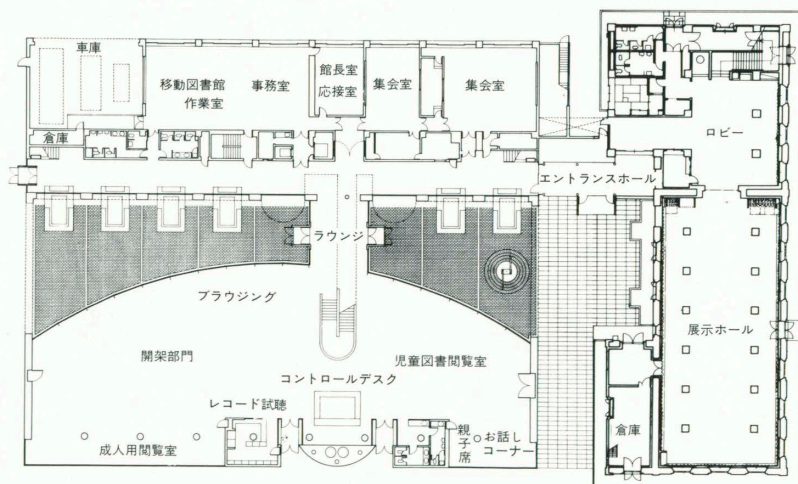 車庫
移動図書館
作業室
事務室
館長室
応接室
集会室
集会室
倉庫
ロビー
エントランスホール
ラウンジ
ブラウジング
開架部門
児童図書閲覧室
コントロールデスク
レコード試聴
成人用閲覧室
親子席
お話し
コーナー
展示ホール
倉庫